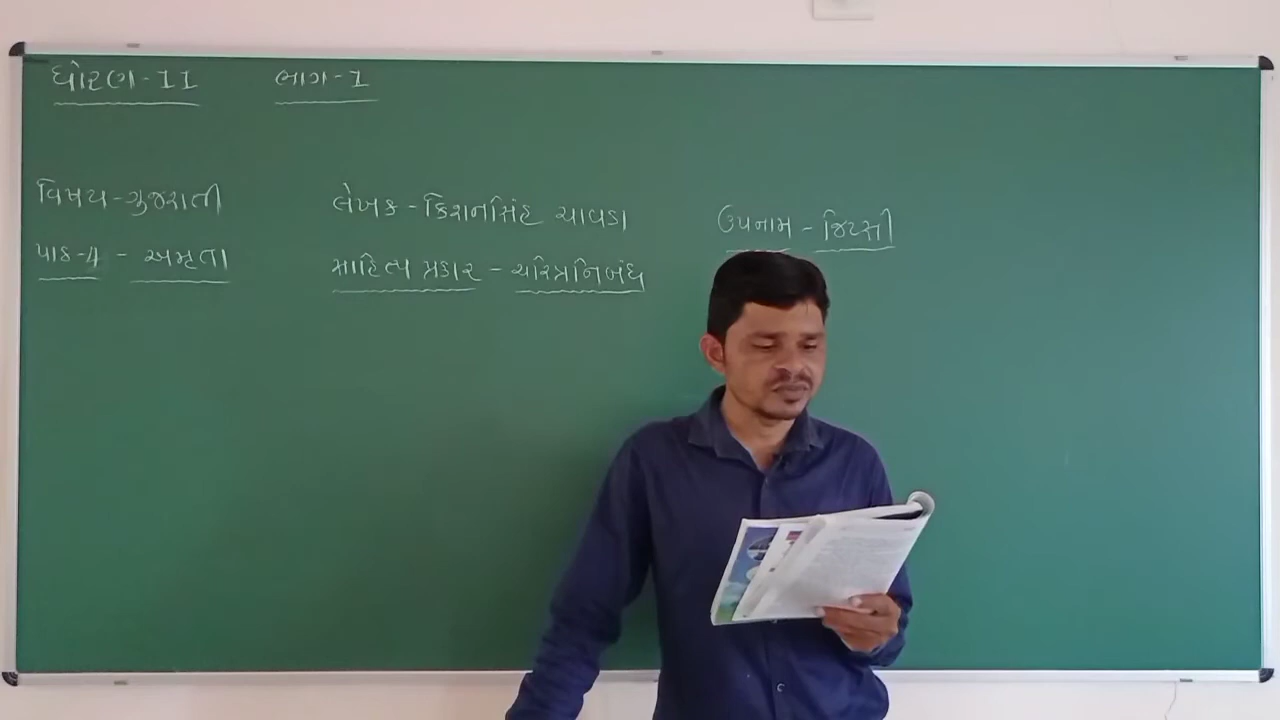 ધોરણ-11 ભાગ-1
વિષય-ગુજરાતી લેખક-કિશનસિંહ ચાવડા ઉપનામ-જિપ્સી
પાઠ-4 - અમૃતા સાહિત્ય પ્રકાર - ચરિત્રનિબંધ